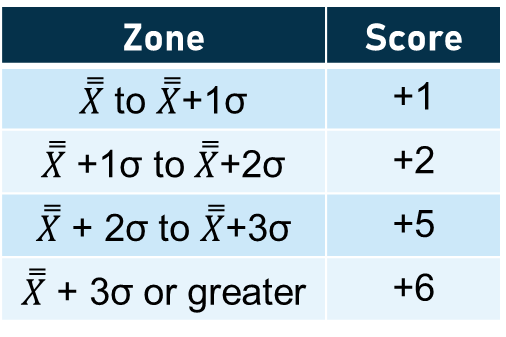 Zone Score
X̿ to X̿+1σ +1
X̿ +1σ to X̿+2σ +2
X̿ + 2σ to X̿+3σ +5
X̿ + 3σ or greater +6